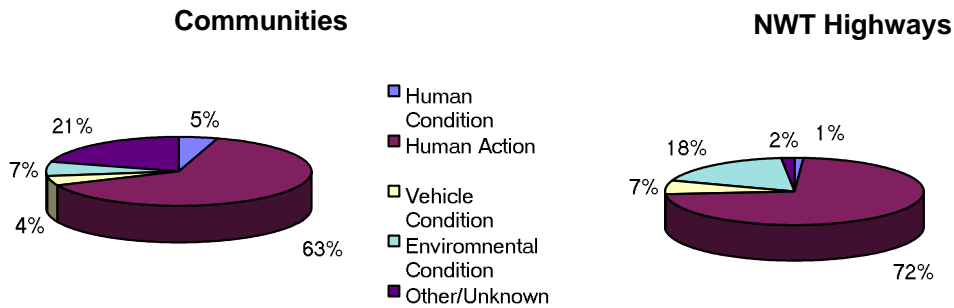 Communities
NWT Highways
5%
21%
7%
4%
63%
Human
Condition
Human Action
Vehicle
Condition
Enviromnental
Condition
Other/Unknown
1%
2%
18%
7%
72%